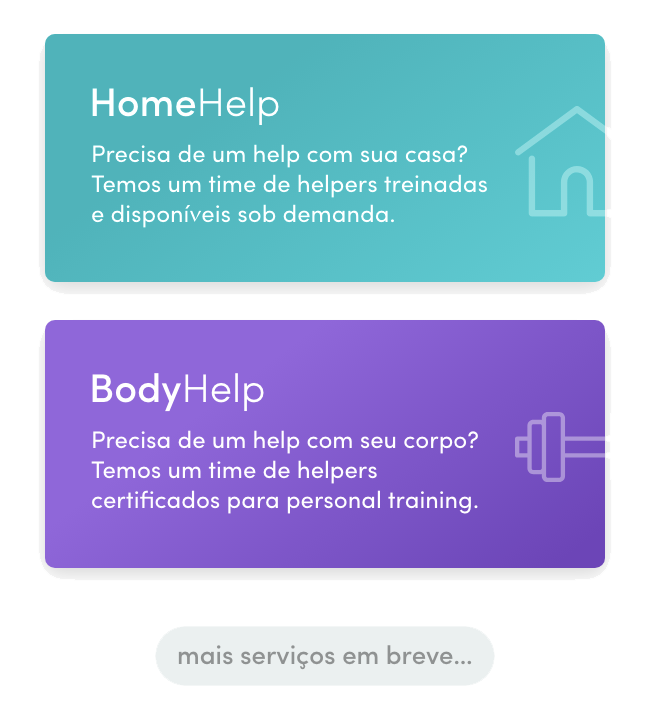 HomeHelp
Precisa de um help com sua casa?
Temos um time de helpers treinadas
e disponíveis sob demanda.
BodyHelp
Precisa de um help com seu corpo?
Temos um time de helpers
certificados para personal training.
mais serviços em breve...